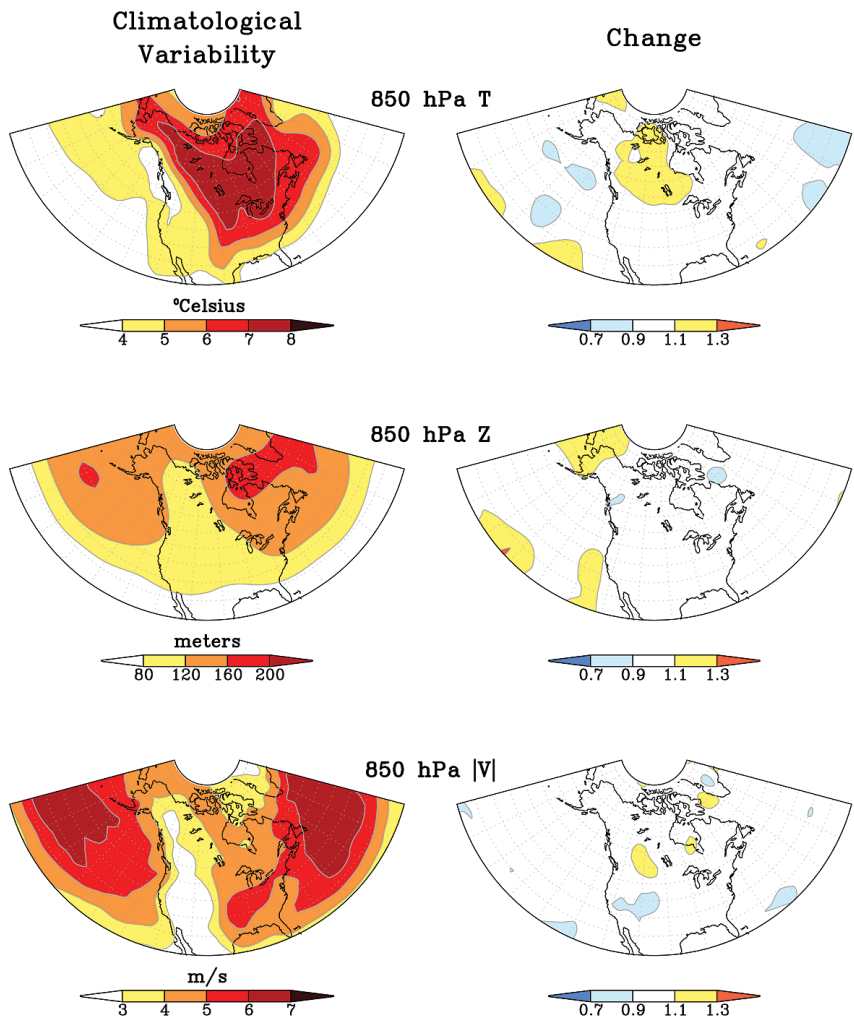 Climatological
Variability
Change
850 hPa T
°Celsius
4 5 6 7 8
0.7 0.9 1.1 1.3
850 hPa Z
meters
80 120 160 200
0.7 0.9 1.1 1.3
850 hPa |V|
m/s
3 4 5 6 7
0.7 0.9 1.1 1.3